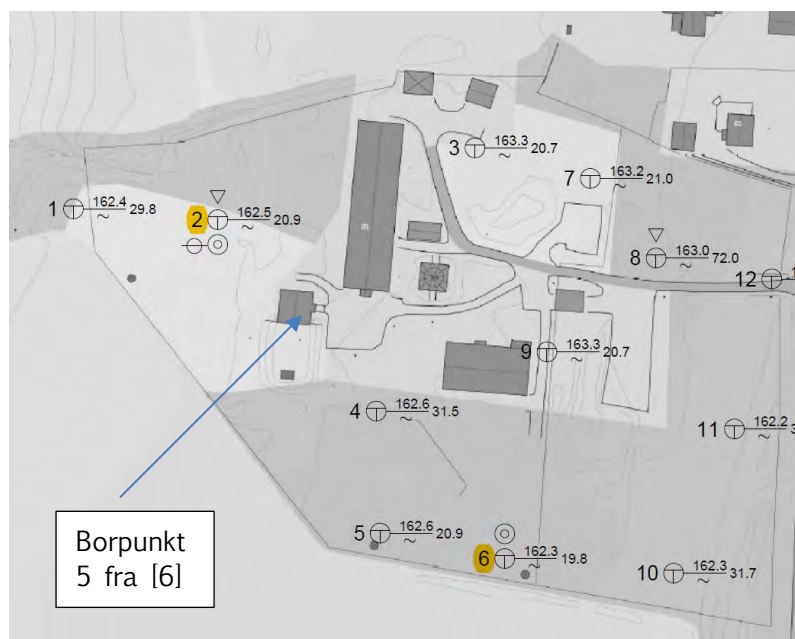 3 163.3 20.7
~
7 163.2 21.0
~
1 162.4 29.8
~
2 162.5 20.9
~
8 163.0 72.0
~
12
9 163.3 20.7
~
4 162.6 31.5
~
11 162.2 3
~
5 162.6 20.9
~
6 162.3 19.8
~
10 162.3 31.7
~
Borpunkt
5 fra [6]